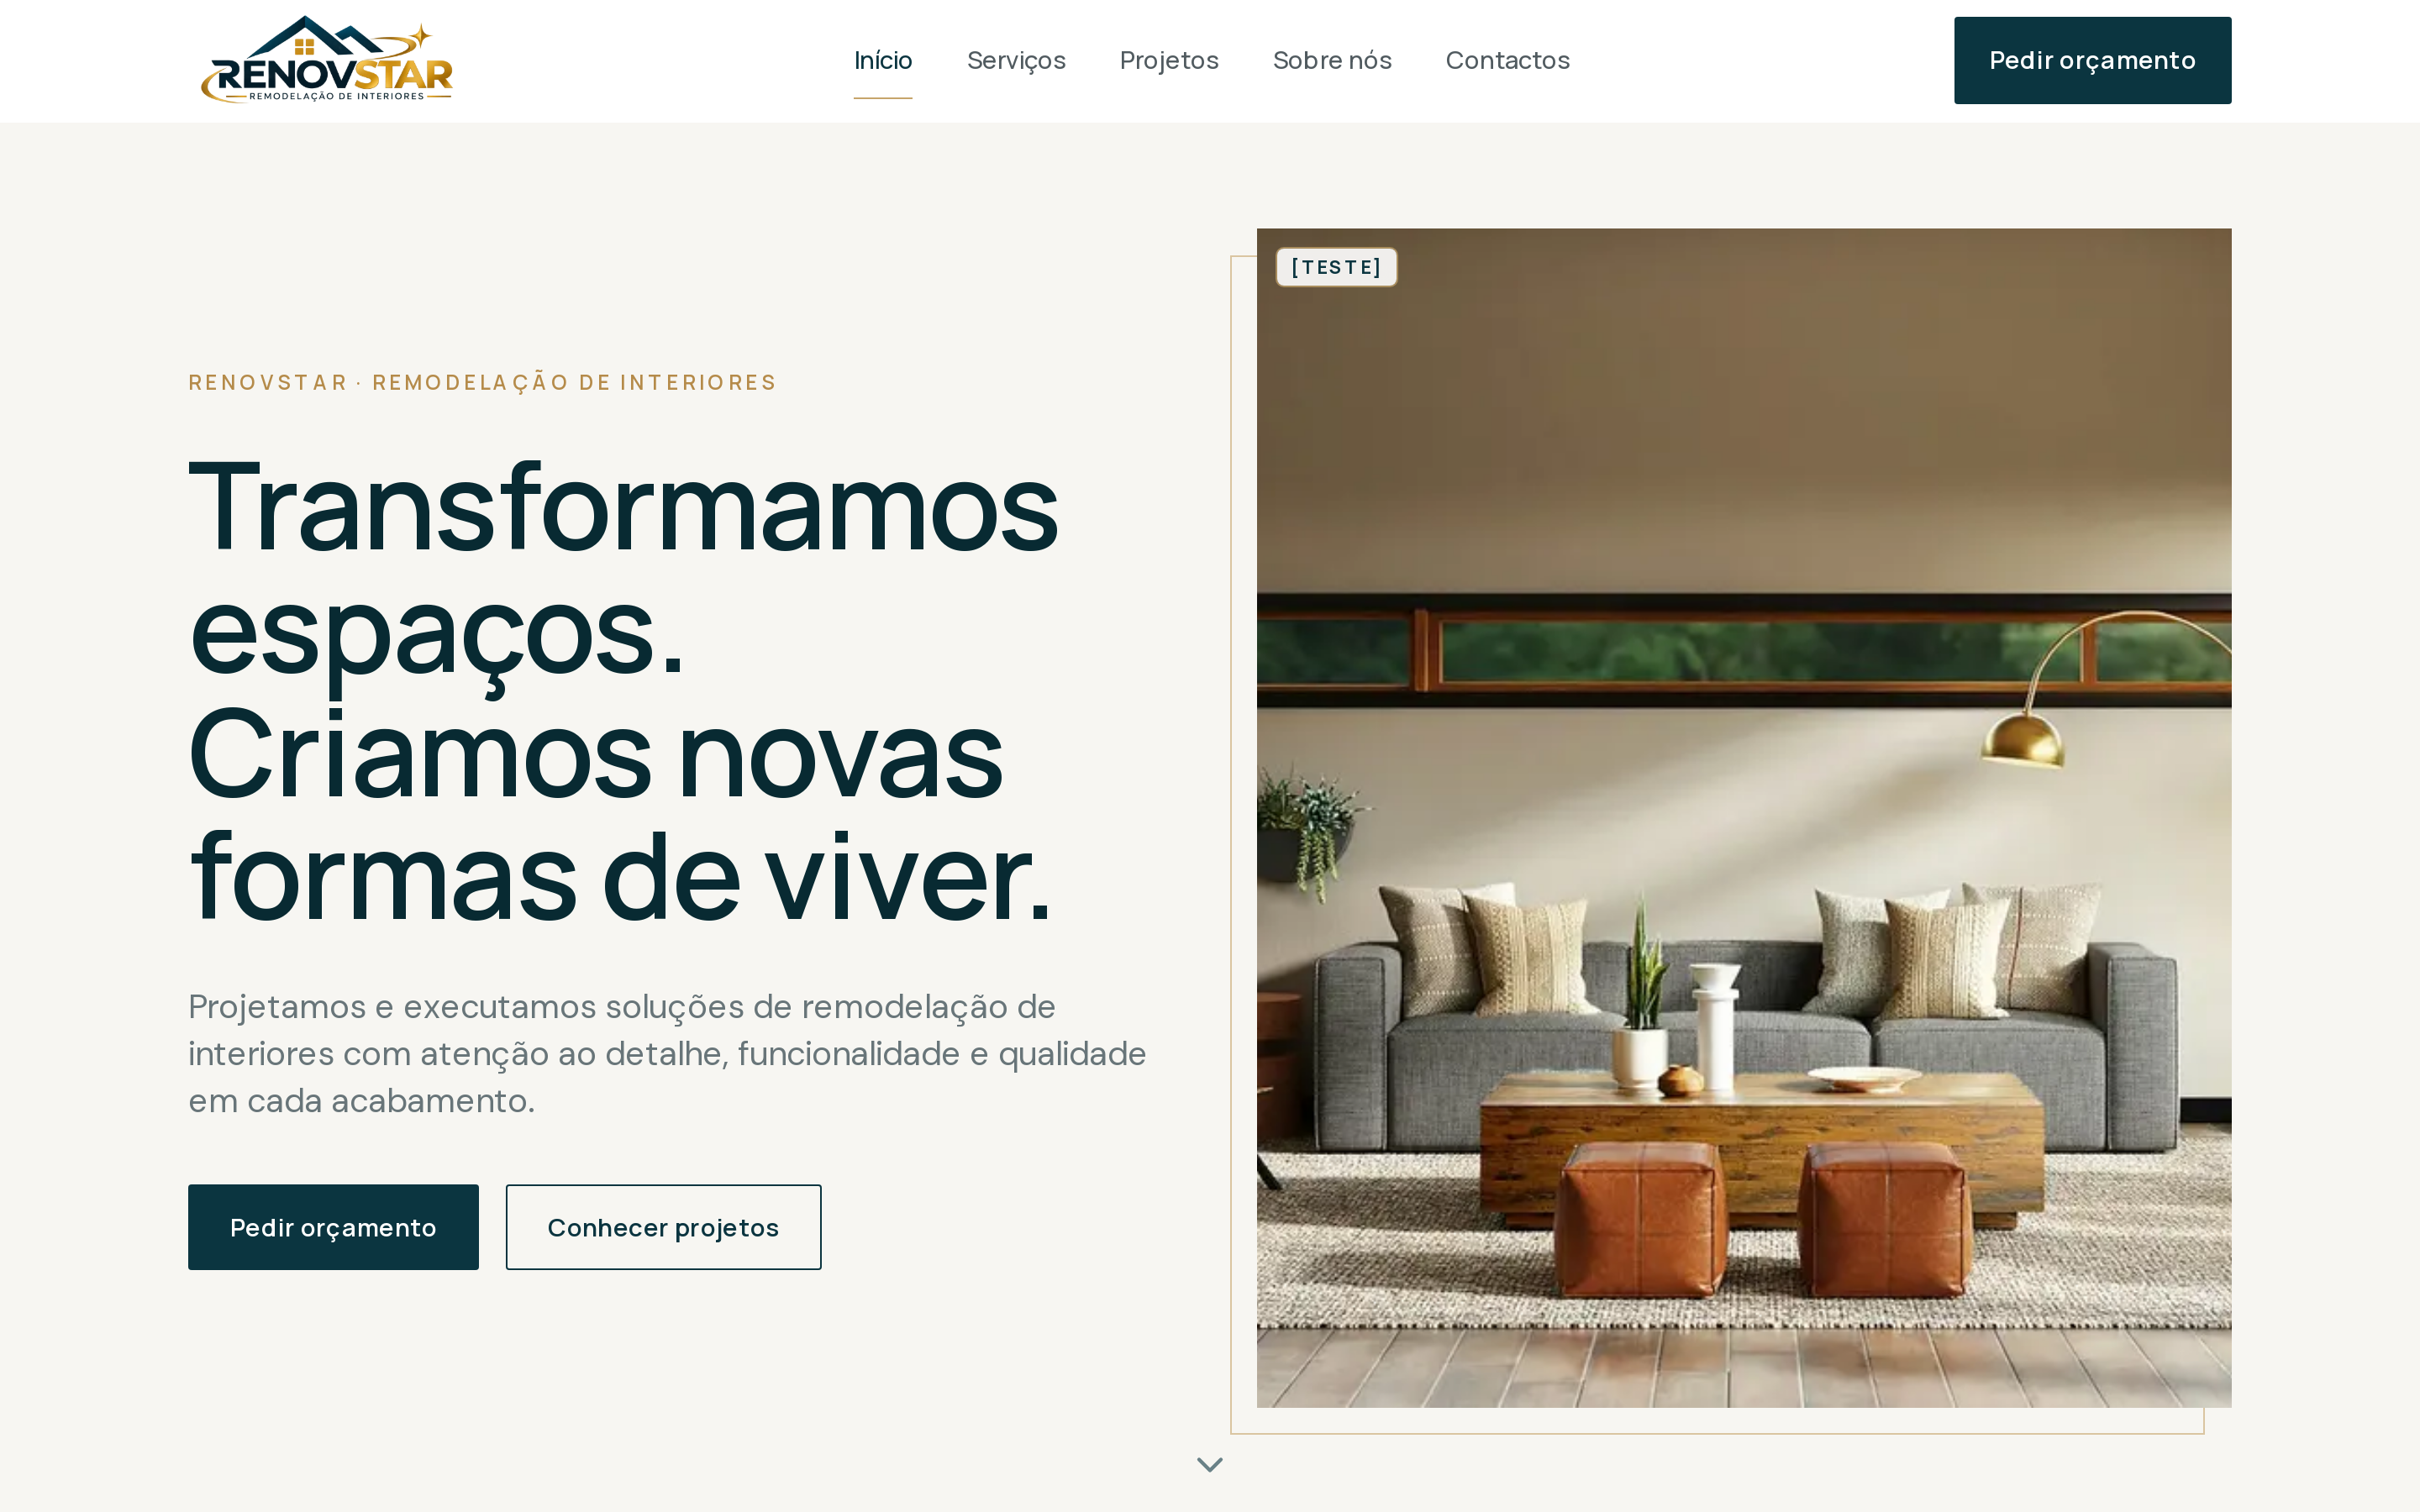 RENOVSTAR
REMODELAÇÃO DE INTERIORES
Início
Serviços
Projetos
Sobre nós
Contactos
Pedir orçamento
[TESTE]
RENOVSTAR · REMODELAÇÃO DE INTERIORES
Transformamos
espaços.
Criamos novas
formas de viver.
Projetamos e executamos soluções de remodelação de
interiores com atenção ao detalhe, funcionalidade e qualidade
em cada acabamento.
Pedir orçamento
Conhecer projetos